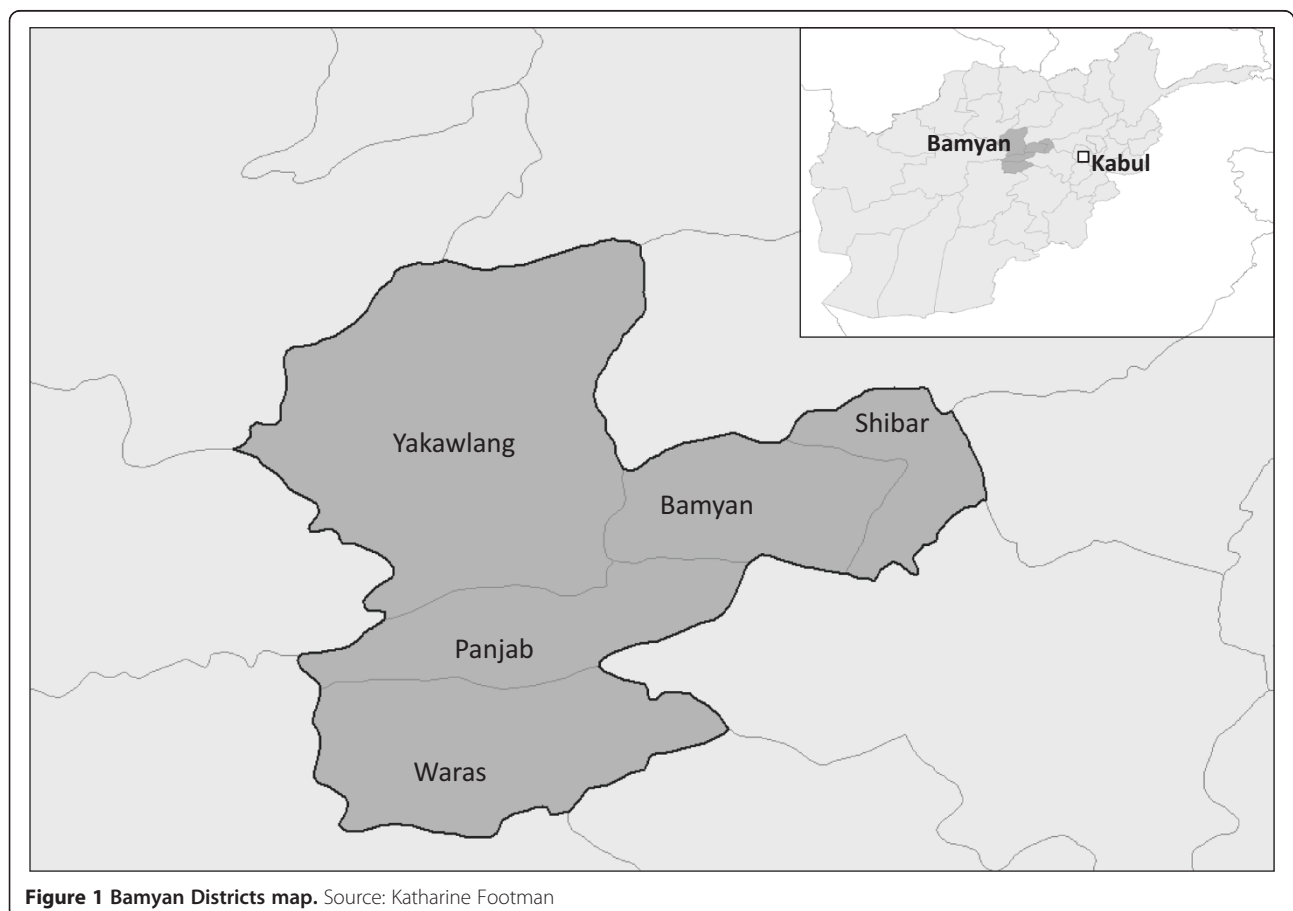 Bamyan
Kabul
Shibar
Yakawlang
Bamyan
Panjab
Waras
Figure 1 Bamyan Districts map. Source: Katharine Footman